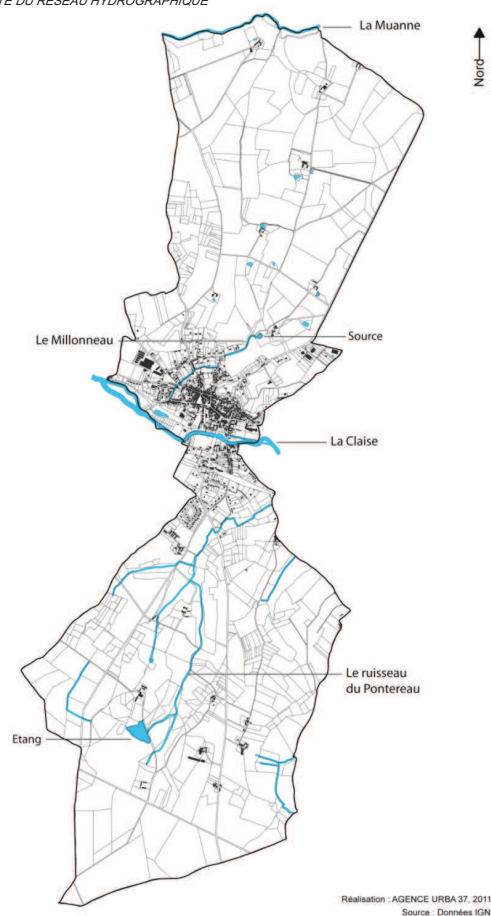 TE DU RESEAU HYDROGRAPHIQUE
La Muanne
Nord
Le Millonneau
Source
La Claise
Le ruisseau
du Pontereau
Etang
Réalisation : AGENCE URBA 37, 2011
Source : Données IGN